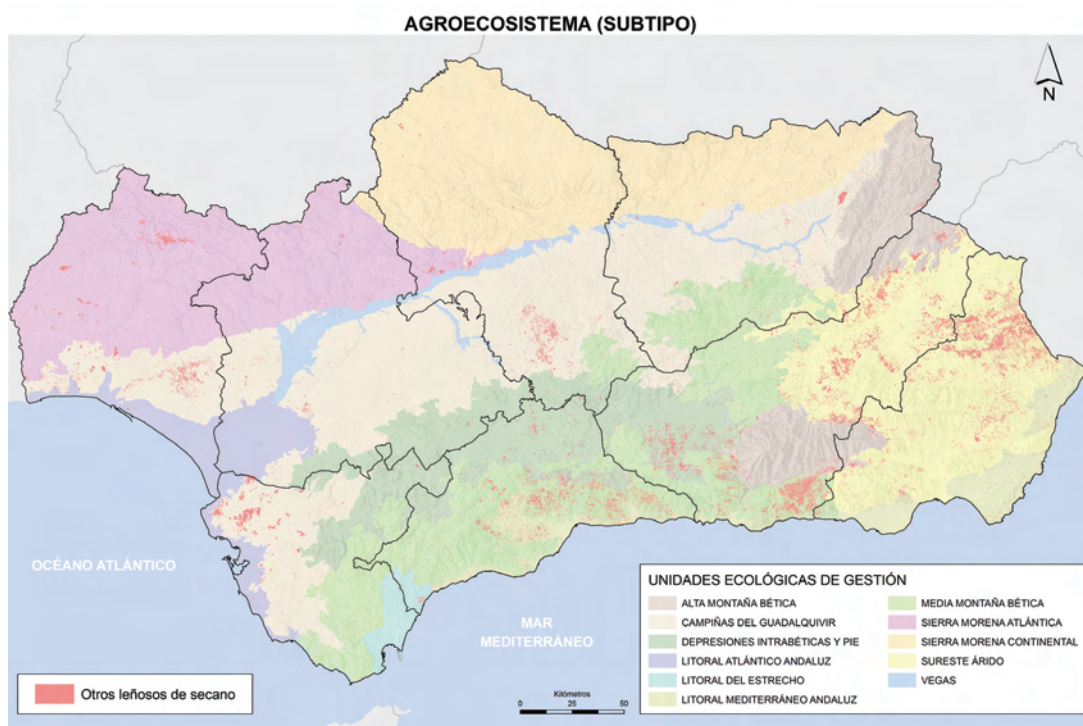 AGROECOSISTEMA (SUBTIPO)
N
OCÉANO ATLÁNTICO
MAR
MEDITERRÁNEO
UNIDADES ECOLÓGICAS DE GESTIÓN
ALTA MONTAÑA BÉTICA
CAMPIÑAS DEL GUADALQUIVIR
DEPRESIONES INTRABÉTICAS Y PIE
LITORAL ATLÁNTICO ANDALUZ
LITORAL DEL ESTRECHO
LITORAL MEDITERRÁNEO ANDALUZ
MEDIA MONTAÑA BÉTICA
SIERRA MORENA ATLÁNTICA
SIERRA MORENA CONTINENTAL
SURESTE ÁRIDO
VEGAS
Otros leñosos de secano
Kilómetros
0 25 50